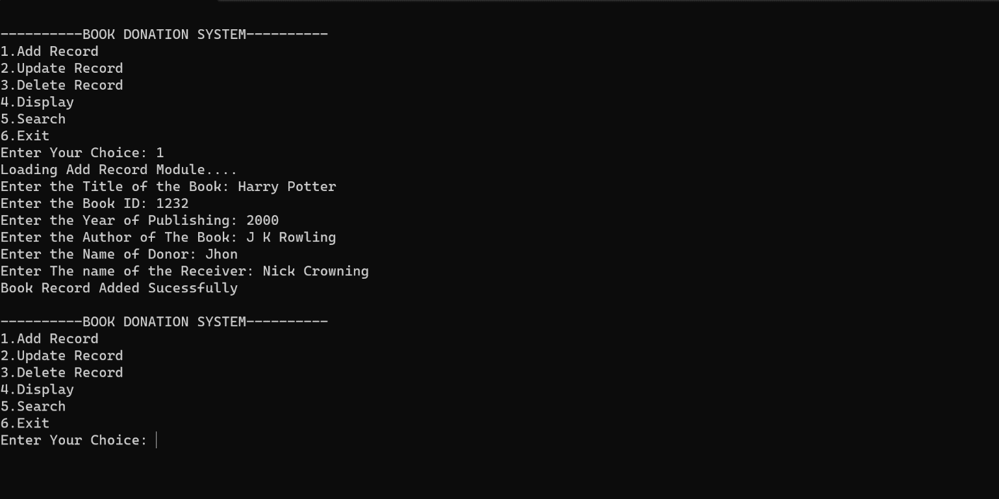 ----------BOOK DONATION SYSTEM----------
1.Add Record
2.Update Record
3.Delete Record
4.Display
5.Search
6.Exit
Enter Your Choice: 1
Loading Add Record Module....
Enter the Title of the Book: Harry Potter
Enter the Book ID: 1232
Enter the Year of Publishing: 2000
Enter the Author of The Book: J K Rowling
Enter the Name of Donor: Jhon
Enter The name of the Receiver: Nick Crowning
Book Record Added Sucessfully
----------BOOK DONATION SYSTEM----------
1.Add Record
2.Update Record
3.Delete Record
4.Display
5.Search
6.Exit
Enter Your Choice: